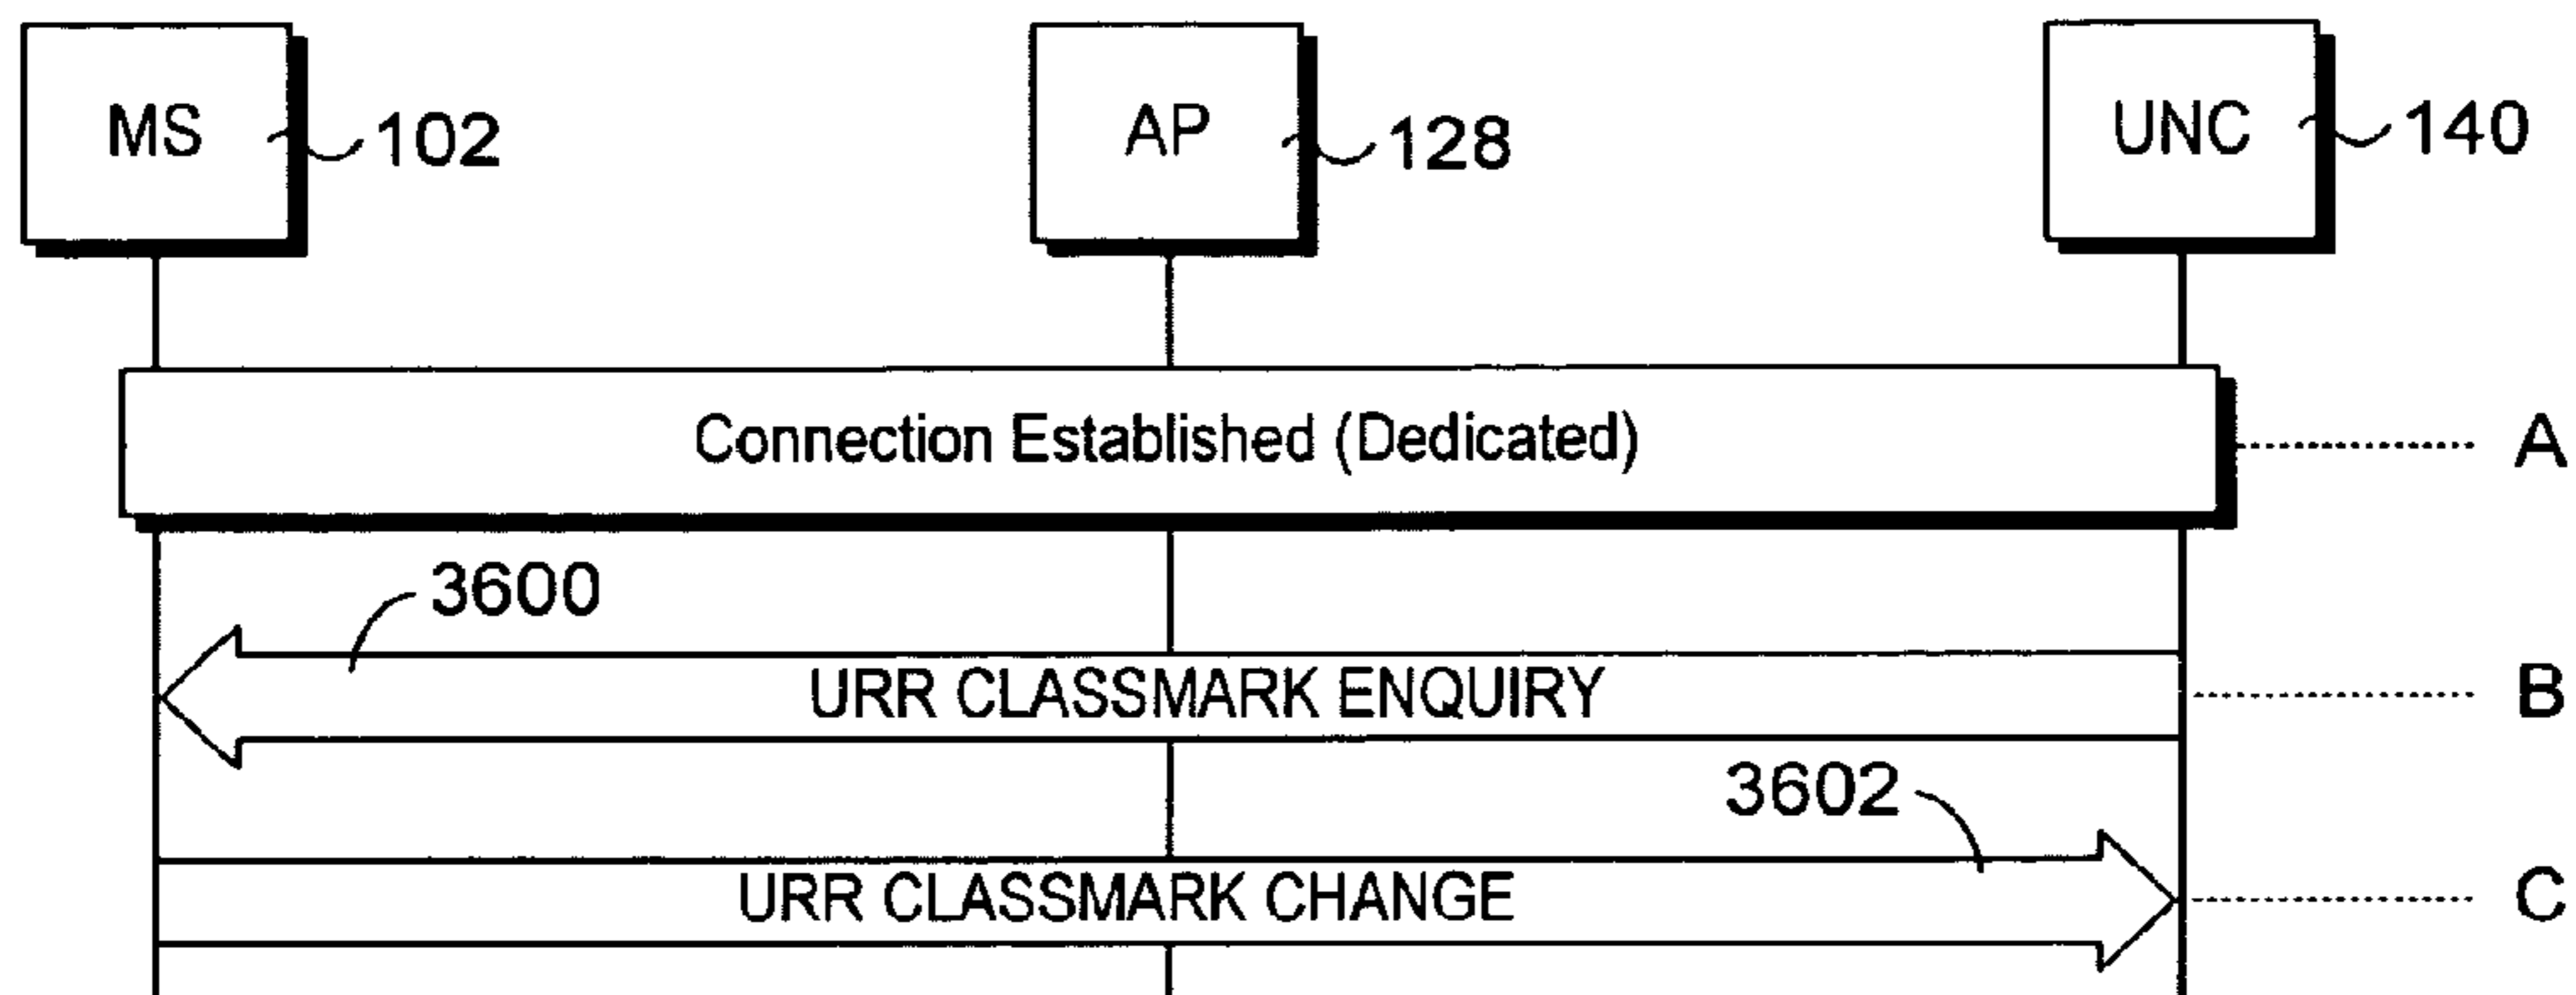 MS
102
AP
128
UNC
140
Connection Established (Dedicated)
A
3600
URR CLASSMARK ENQUIRY
B
3602
URR CLASSMARK CHANGE
C